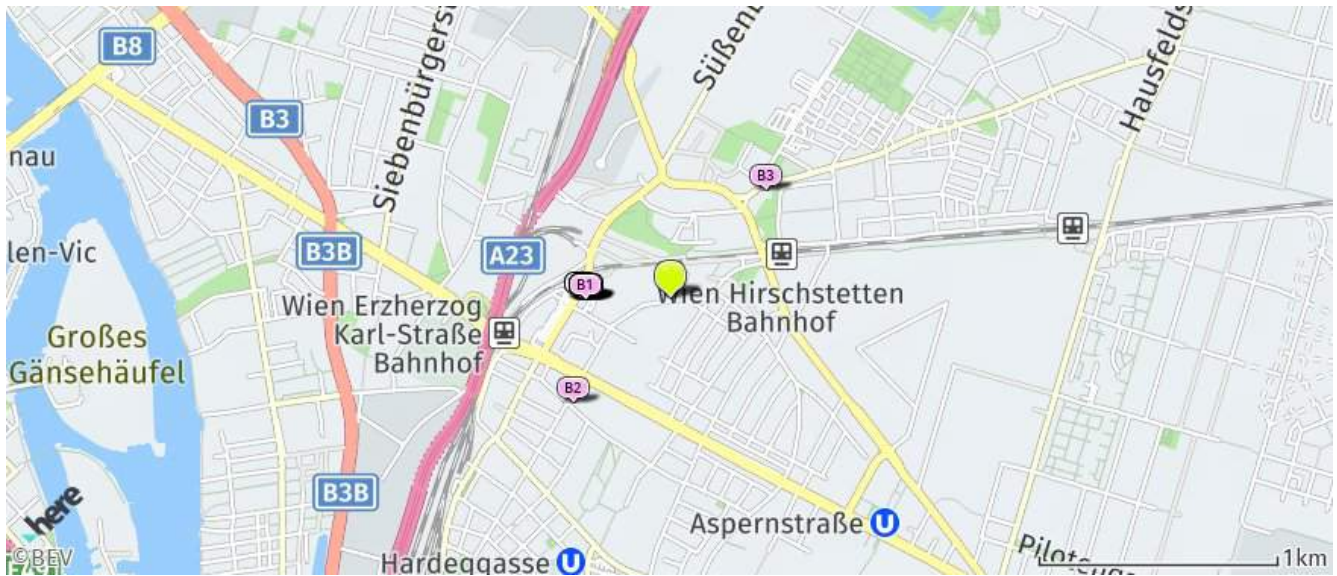 B8
Süßenb
Hausfelds
B3
Siebenbürgers
nau
B3
B3B
A23
len-Vic
B1
Wien Hirschstetten
Bahnhof
Wien Erzherzog
Karl-Straße
Bahnhof
Großes
Gänsehäufel
B2
B3B
Aspernstraße U
here
©BEV
Hardeggasse U
1km